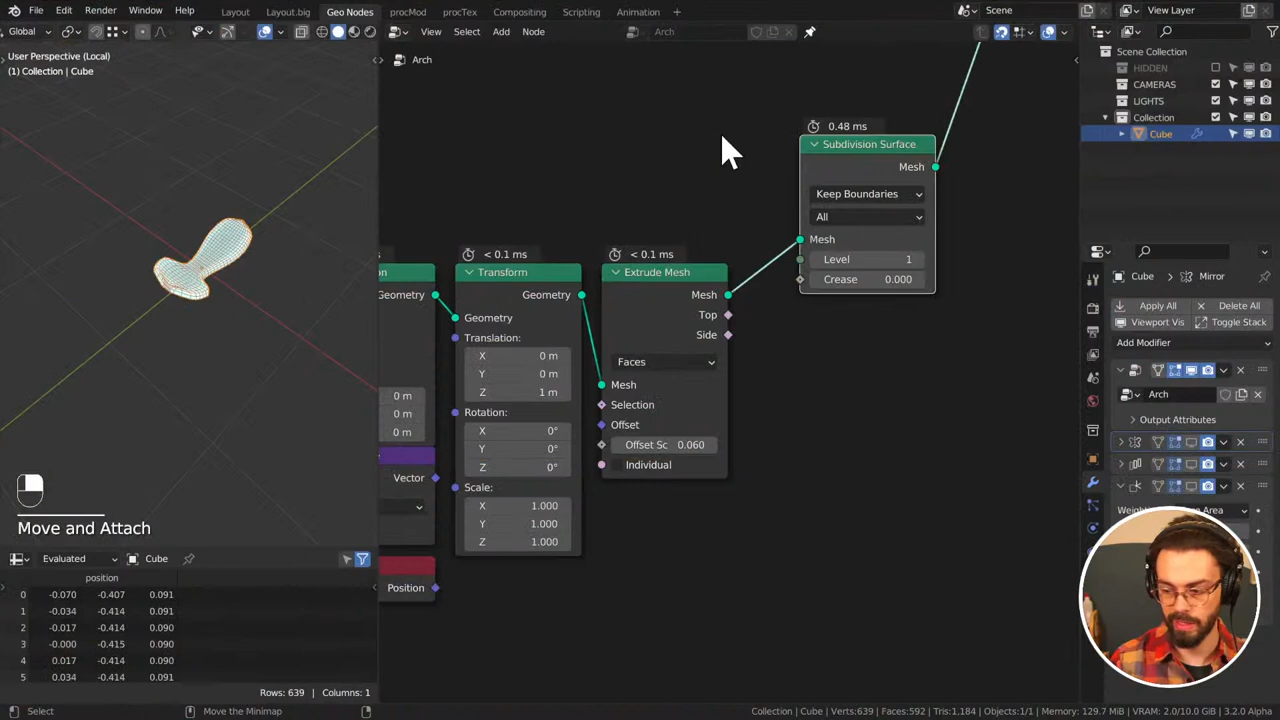 File Edit Render Window Help
Layout Layout.big Geo Nodes procMod procTex Compositing Scripting Animation +
Scene
View Layer
Global
View Select Add Node
Arch
User Perspective (Local)
(1) Collection | Cube
Arch
Scene Collection
HIDDEN
CAMERAS
LIGHTS
Collection
Cube
0.48 ms
Subdivision Surface
Mesh
Keep Boundaries
All
Mesh
Level 1
Crease 0.000
< 0.1 ms
Transform
Geometry
Geometry
Translation:
X 0 m
Y 0 m
Z 1 m
Rotation:
X 0°
Y 0°
Z 0°
Scale:
X 1.000
Y 1.000
Z 1.000
< 0.1 ms
Extrude Mesh
Mesh
Top
Side
Faces
Mesh
Selection
Offset
Offset Sc 0.060
Individual
Geometry
0 m
0 m
0 m
Vector
Position
Cube > Mirror
Apply All Delete All
Viewport Vis Toggle Stack
Add Modifier
Arch
Output Attributes
Move and Attach
Evaluated Cube
position
0 -0.070 -0.407 0.091
1 -0.034 -0.414 0.091
2 -0.017 -0.414 0.090
3 -0.000 -0.415 0.090
4 0.017 -0.414 0.090
5 0.034 -0.414 0.091
Rows: 639 | Columns: 1
Select Move the Minimap
Collection | Cube | Verts:639 | Faces:592 | Tris:1,184 | Objects:1/1 | Memory: 129.7 MiB | VRAM: 2.0/10.0 GiB | 3.2.0 Alpha